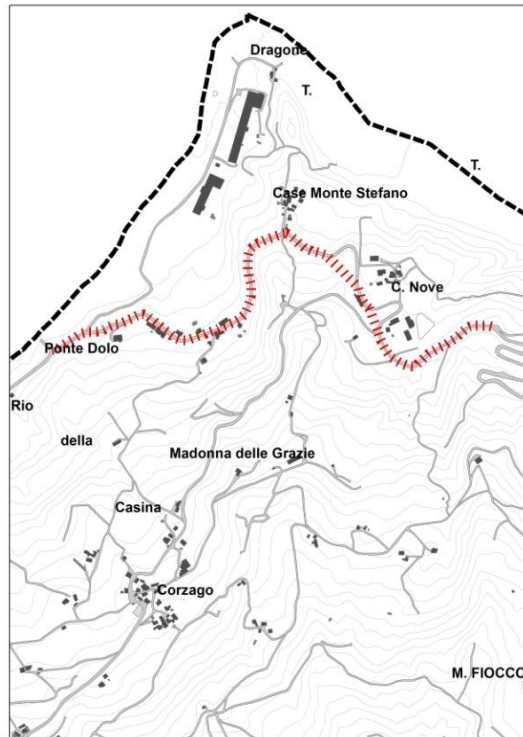 Dragone
T.
T.
Case Monte Stefano
C. Nove
Ponte Dolo
Rio
della
Madonna delle Grazie
Casina
Corzago
M. FIOCCO